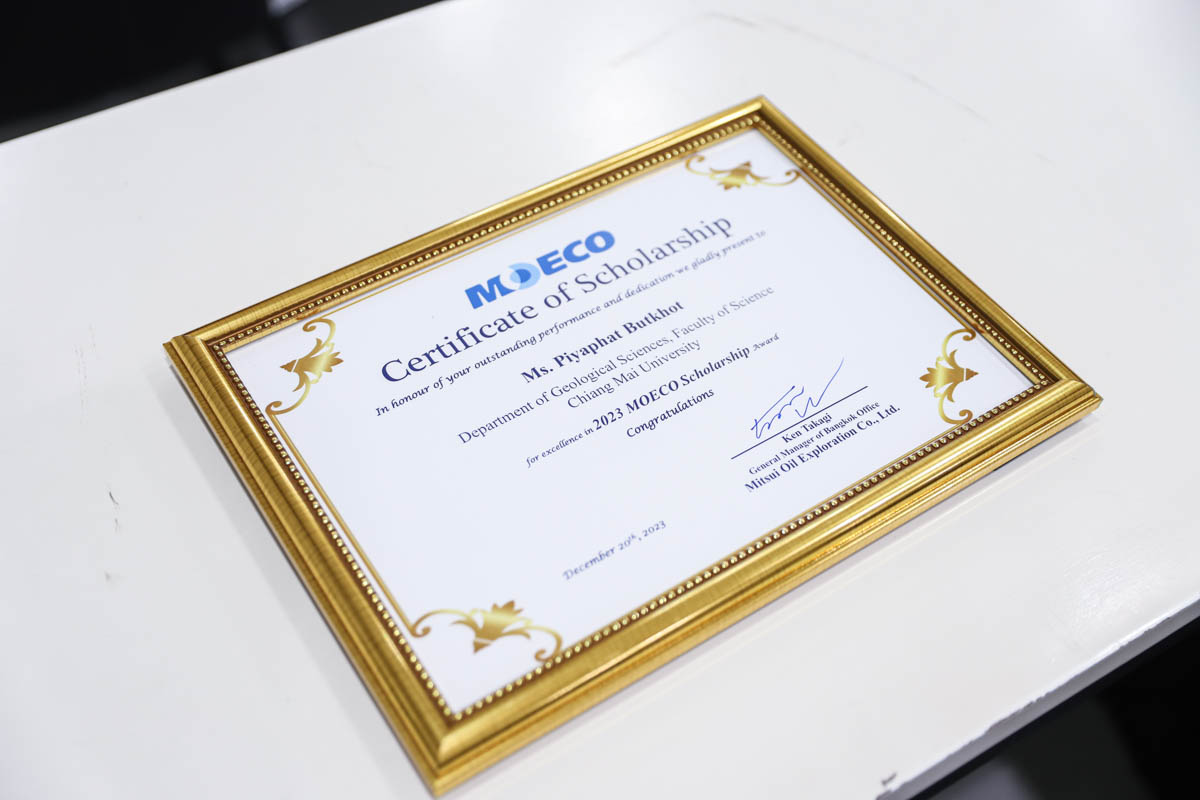 MOECO
Certificate of Scholarship
In honour of your outstanding performance and dedication we gladly present to
Ms. Piyaphat Butkhot
Department of Geological Sciences, Faculty of Science
Chiang Mai University
for excellence in 2023 MOECO Scholarship Award
Congratulations
Ken Takagi
General Manager of Bangkok Office
Mitsui Oil Exploration Co., Ltd.
December 20th, 2023